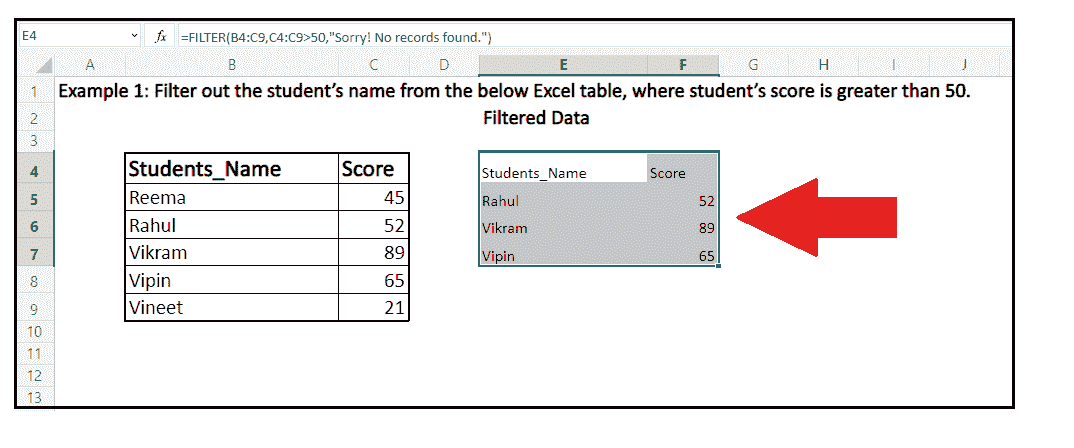 E4 fx =FILTER(B4:C9,C4:C9>50,"Sorry! No records found.")
A B C D E F G H I J
1 Example 1: Filter out the student's name from the below Excel table, where student's score is greater than 50.
2 Filtered Data
3
4 Students_Name Score Students_Name Score
5 Reema 45 Rahul 52
6 Rahul 52 Vikram 89
7 Vikram 89 Vipin 65
8 Vipin 65
9 Vineet 21
10
11
12
13